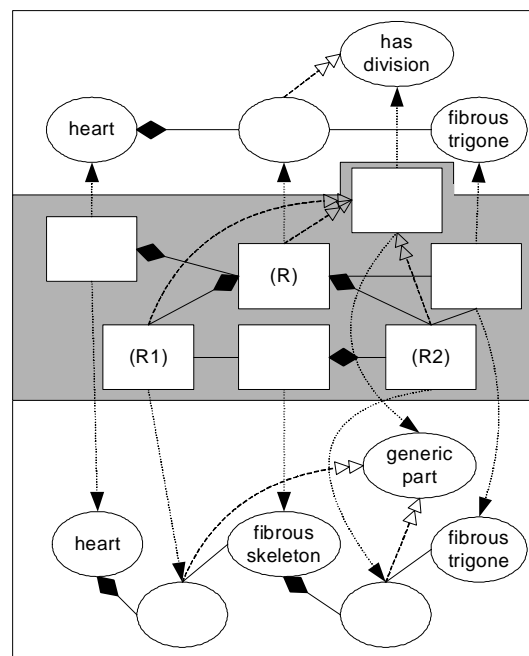 has
division
heart
fibrous
trigone
(R)
(R1)
(R2)
generic
part
heart
fibrous
skeleton
fibrous
trigone